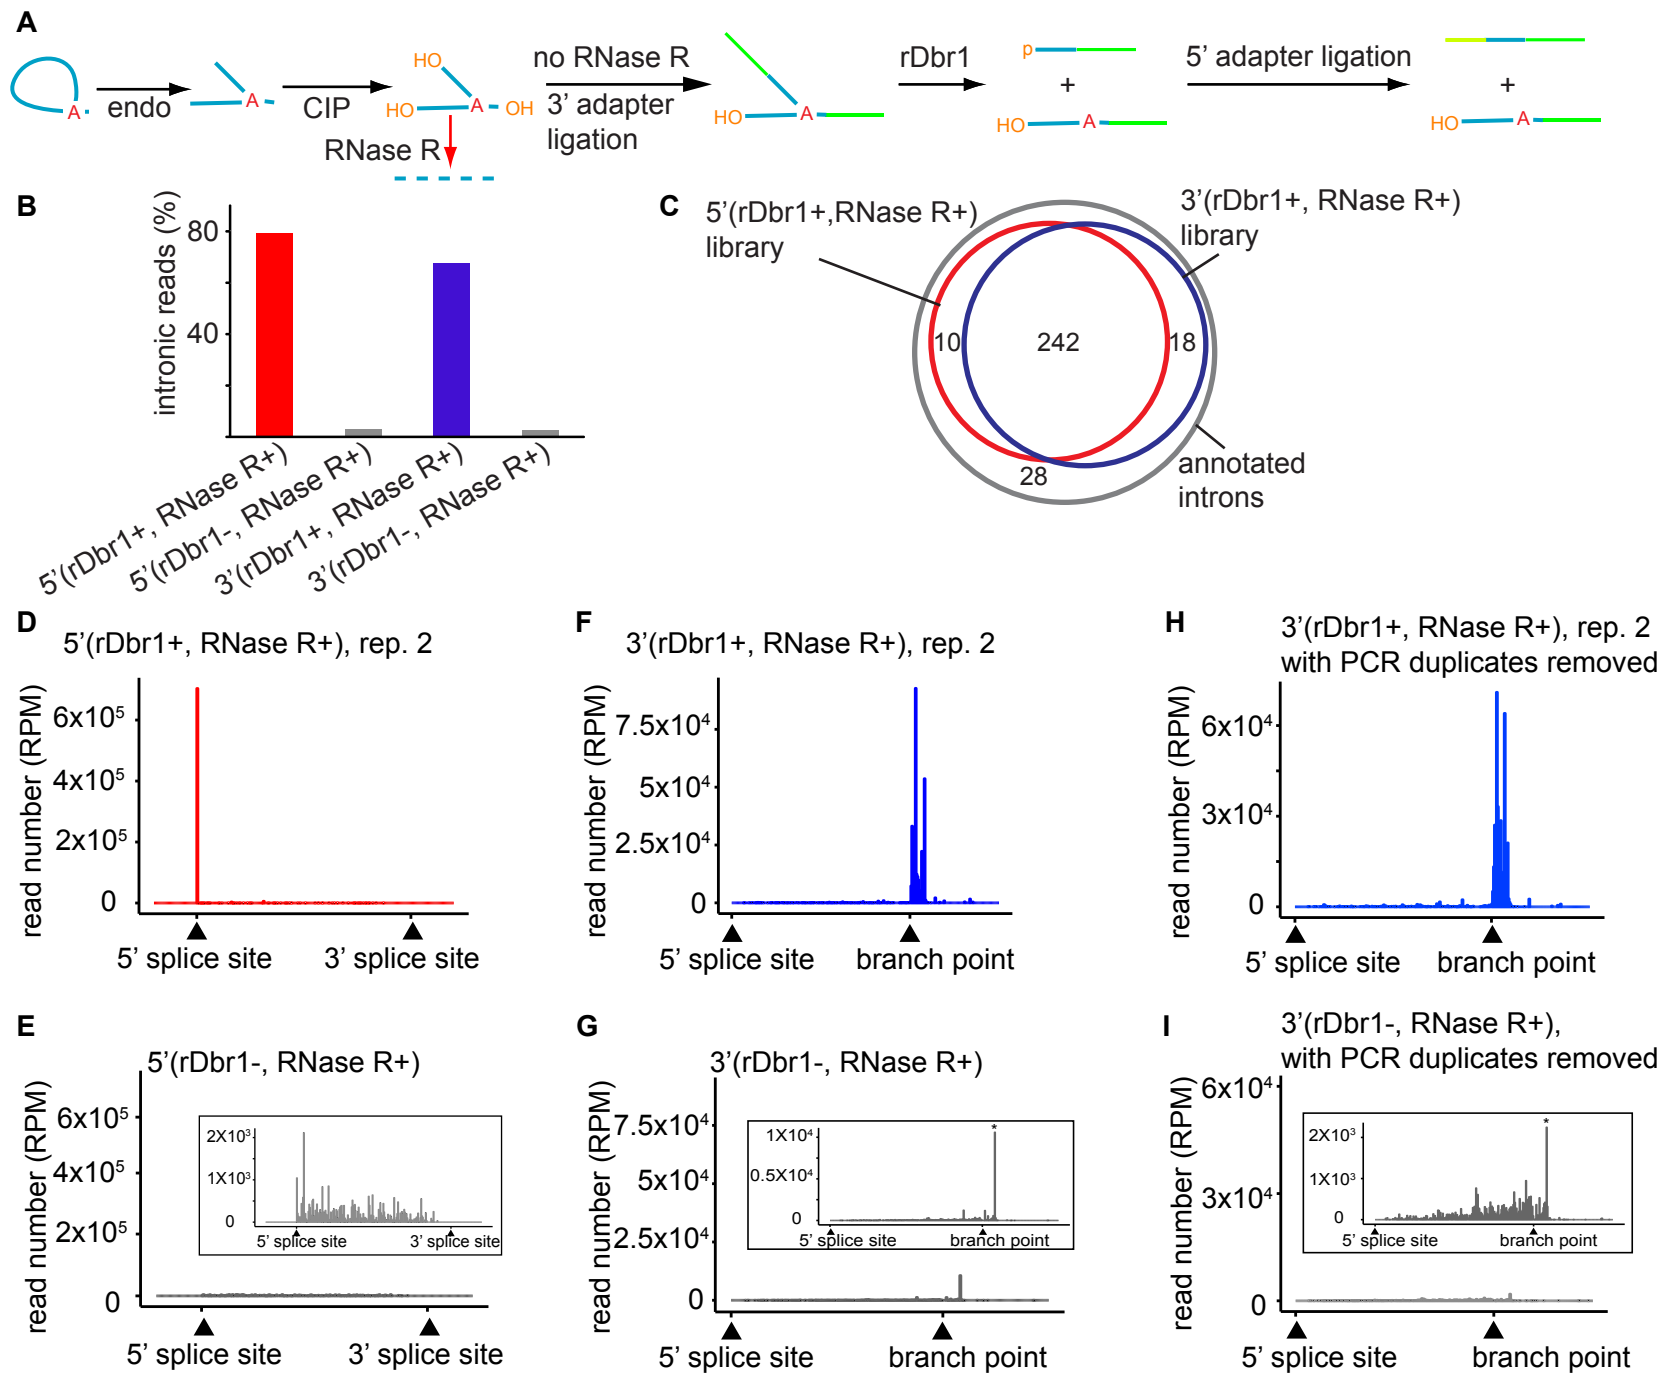 A
A
endo
A
CIP
HO
HO
A
OH
RNase R
no RNase R
3' adapter
ligation
HO
A
rDbr1
p
+
HO
A
5' adapter ligation
+
HO
A
B
intronic reads (%)
80
40
5'(rDbr1+, RNase R+)
5'(rDbr1-, RNase R+)
3'(rDbr1+, RNase R+)
3'(rDbr1-, RNase R+)
C
5'(rDbr1+,RNase R+)
library
3'(rDbr1+, RNase R+)
library
10
242
18
28
annotated
introns
D
5'(rDbr1+, RNase R+), rep. 2
read number (RPM)
6x10⁵
4x10⁵
2x10⁵
0
5' splice site
3' splice site
F
3'(rDbr1+, RNase R+), rep. 2
read number (RPM)
7.5x10⁴
5x10⁴
2.5x10⁴
0
5' splice site
branch point
H
3'(rDbr1+, RNase R+), rep. 2
with PCR duplicates removed
read number (RPM)
6x10⁴
3x10⁴
0
5' splice site
branch point
E
5'(rDbr1-, RNase R+)
read number (RPM)
6x10⁵
4x10⁵
2x10⁵
0
2X10³
1X10³
0
5' splice site
3' splice site
5' splice site
3' splice site
G
3'(rDbr1-, RNase R+)
read number (RPM)
7.5x10⁴
5x10⁴
2.5x10⁴
0
1X10⁴
0.5X10⁴
0
*
5' splice site
branch point
5' splice site
branch point
I
3'(rDbr1-, RNase R+),
with PCR duplicates removed
read number (RPM)
6x10⁴
3x10⁴
0
2X10³
1X10³
0
*
5' splice site
branch point
5' splice site
branch point